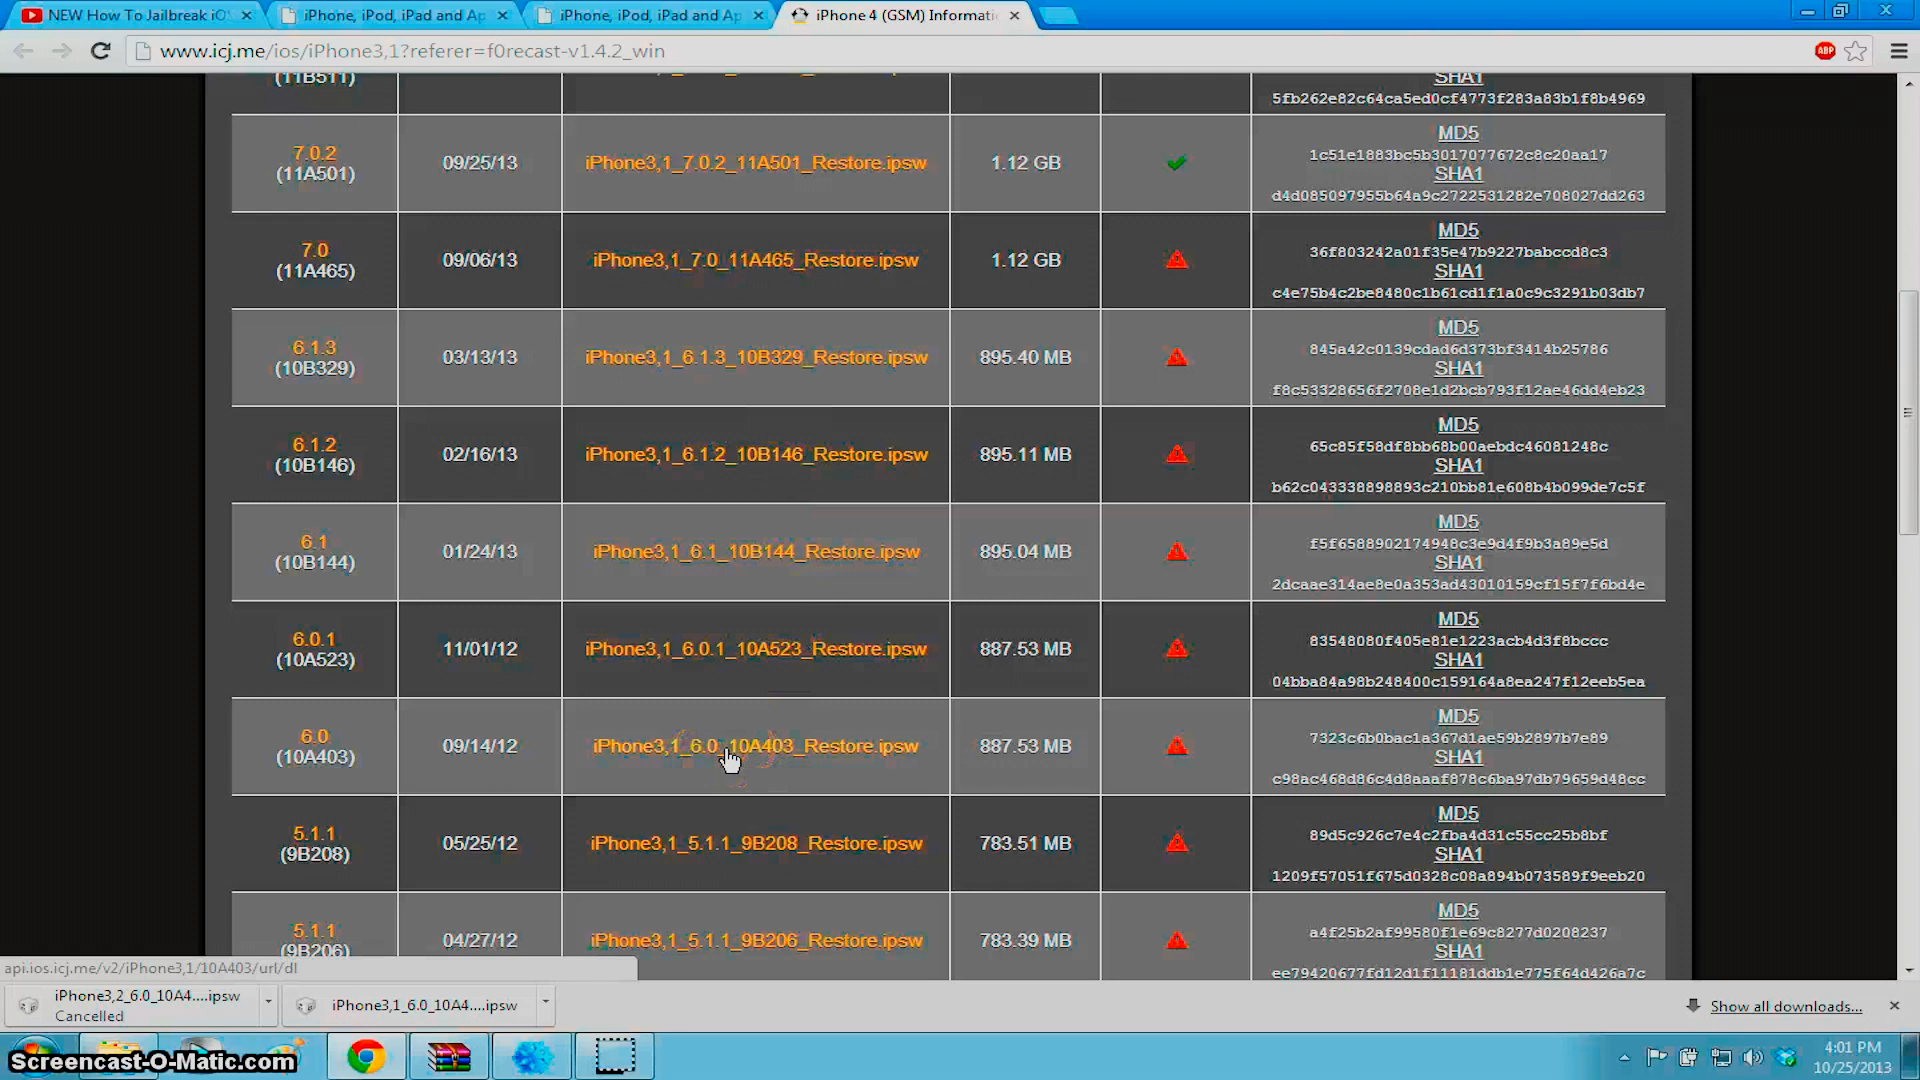 NEW How To Jailbreak iO
iPhone, iPod, iPad and Ap
iPhone, iPod, iPad and Ap
iPhone 4 (GSM) Informati
www.icj.me/ios/iPhone3,1?referer=f0recast-v1.4.2_win
ABP
(11B511)
SHA1
5fb262e82c64ca5ed0cf4773f283a83b1f8b4969
7.0.2
(11A501)
09/25/13
iPhone3,1_7.0.2_11A501_Restore.ipsw
1.12 GB
MD5
1c51e1883bc5b3017077672c8c20aa17
SHA1
d4d085097955b64a9c2722531282e708027dd263
7.0
(11A465)
09/06/13
iPhone3,1_7.0_11A465_Restore.ipsw
1.12 GB
MD5
36f803242a01f35e47b9227babccd8c3
SHA1
c4e75b4c2be8480c1b61cd1f1a0c9c3291b03db7
6.1.3
(10B329)
03/13/13
iPhone3,1_6.1.3_10B329_Restore.ipsw
895.40 MB
MD5
845a42c0139cdad6d373bf3414b25786
SHA1
f8c53328656f2708e1d2bcb793f12ae46dd4eb23
6.1.2
(10B146)
02/16/13
iPhone3,1_6.1.2_10B146_Restore.ipsw
895.11 MB
MD5
65c85f58df8bb68b00aebdc46081248c
SHA1
b62c043338898893c210bb81e608b4b099de7c5f
6.1
(10B144)
01/24/13
iPhone3,1_6.1_10B144_Restore.ipsw
895.04 MB
MD5
f5f6588902174948c3e9d4f9b3a89e5d
SHA1
2dcaae314ae8e0a353ad43010159cf15f7f6bd4e
6.0.1
(10A523)
11/01/12
iPhone3,1_6.0.1_10A523_Restore.ipsw
887.53 MB
MD5
83548080f405e81e1223acb4d3f8bccc
SHA1
04bba84a98b248400c159164a8ea247f12eeb5ea
6.0
(10A403)
09/14/12
iPhone3,1_6.0_10A403_Restore.ipsw
887.53 MB
MD5
7323c6b0bac1a367d1ae59b2897b7e89
SHA1
c98ac468d86c4d8aaaf878c6ba97db79659d48cc
5.1.1
(9B208)
05/25/12
iPhone3,1_5.1.1_9B208_Restore.ipsw
783.51 MB
MD5
89d5c926c7e4c2fba4d31c55cc25b8bf
SHA1
1209f57051f675d0328c08a894b073589f9eeb20
5.1.1
(9B206)
04/27/12
iPhone3,1_5.1.1_9B206_Restore.ipsw
783.39 MB
MD5
a4f25b2af99580f1e69c8277d0208237
SHA1
ee79420677fd12d1f11181ddb1e775f64d426a7c
api.ios.icj.me/v2/iPhone3,1/10A403/url/dl
iPhone3,2_6.0_10A4....ipsw
Cancelled
iPhone3,1_6.0_10A4....ipsw
Show all downloads...
Screencast-O-Matic.com
4:01 PM
10/25/2013